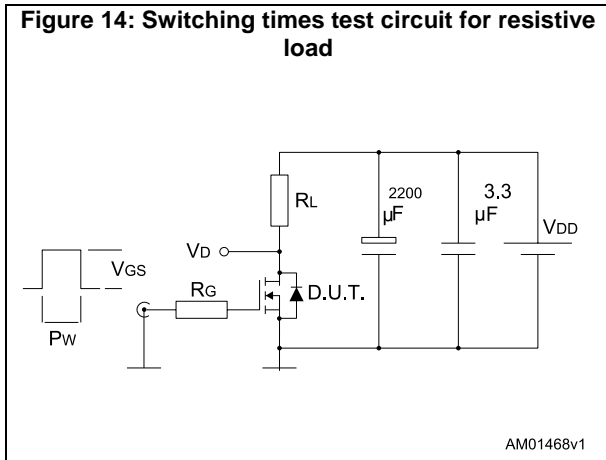 Figure 14: Switching times test circuit for resistive
load
RL
2200
µF
3.3
µF
VDD
VD
VGS
RG
D.U.T.
PW
AM01468v1